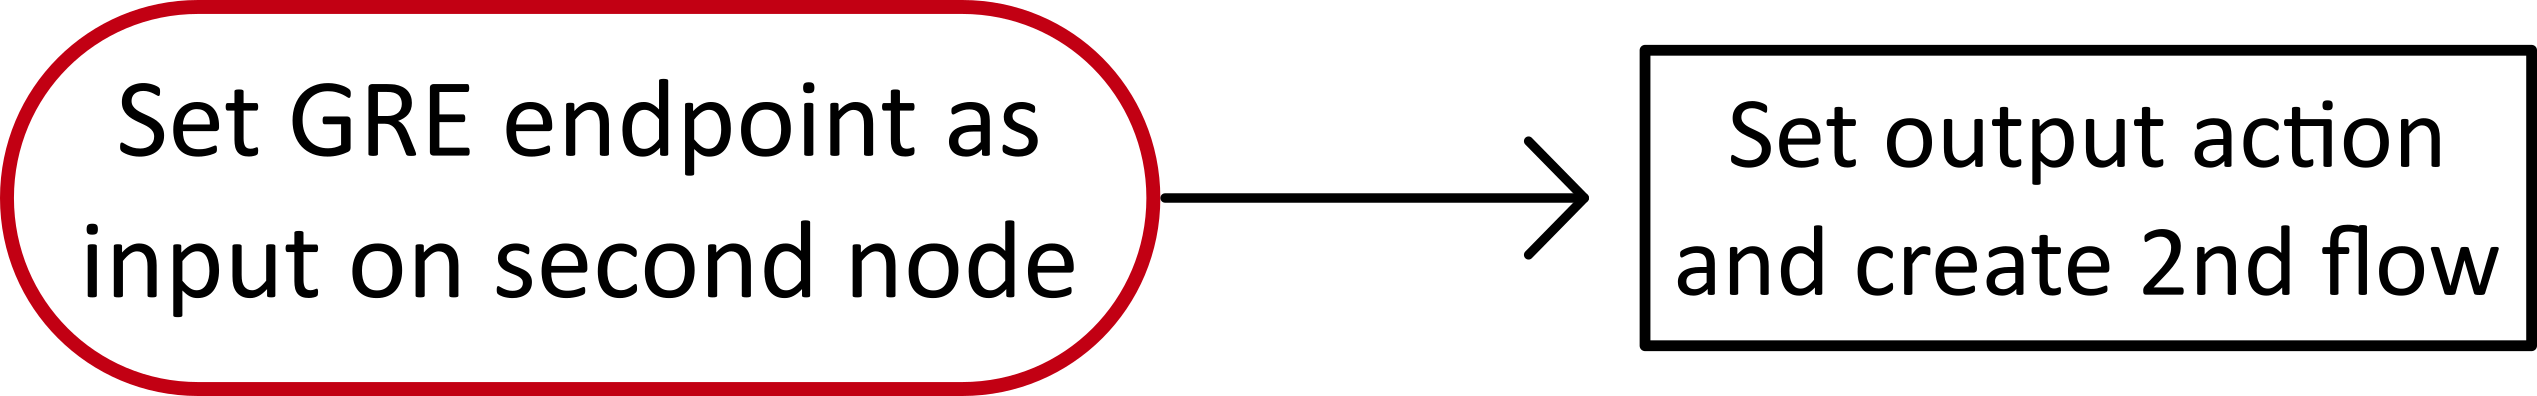 Set GRE endpoint as
input on second node
Set output action
and create 2nd flow